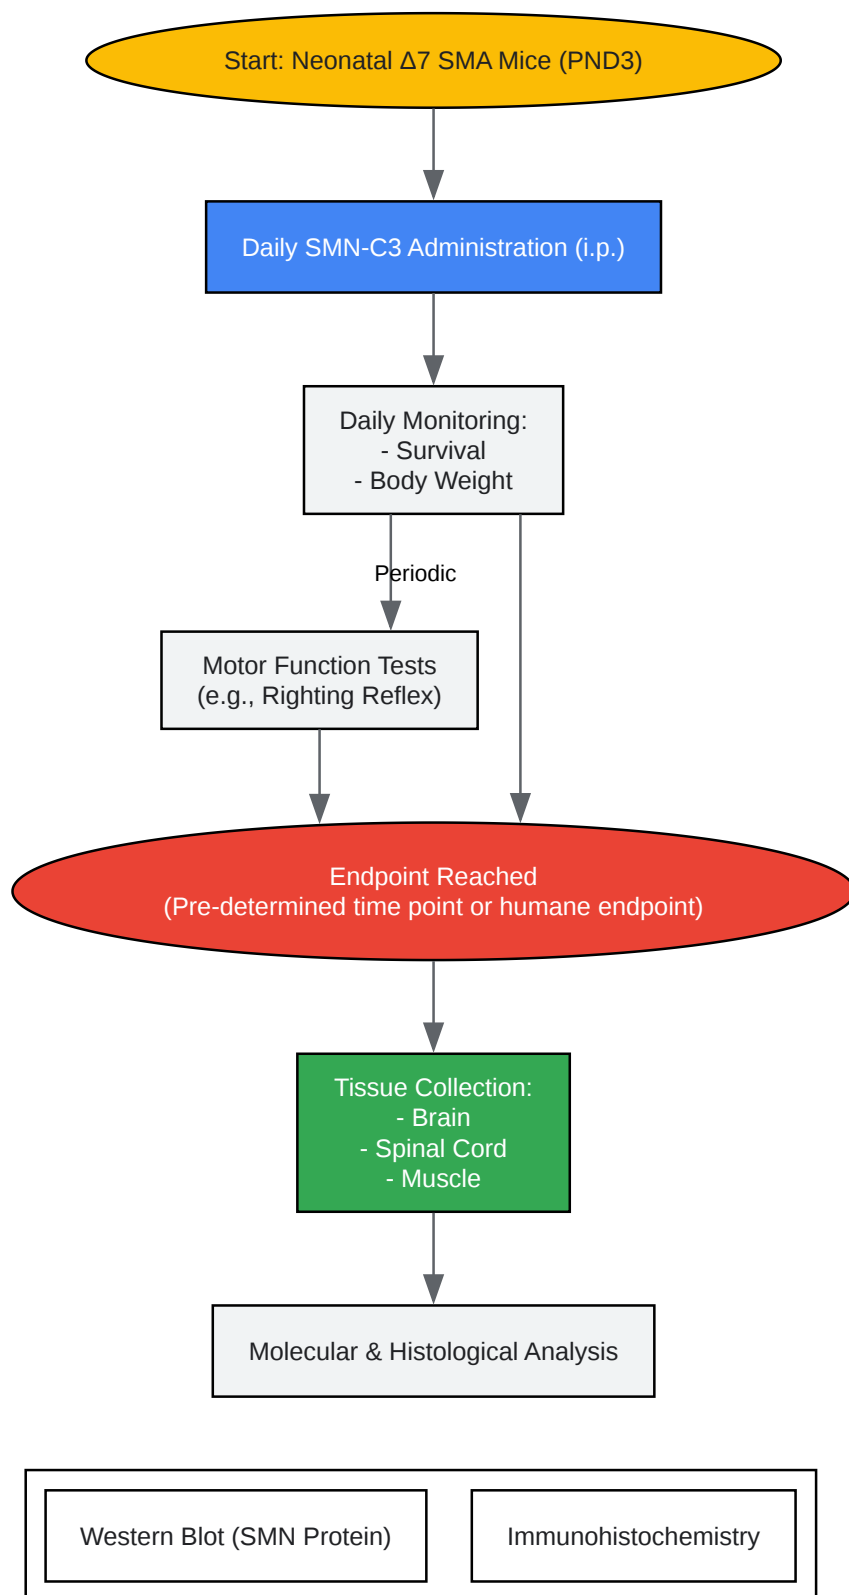 Start: Neonatal Δ7 SMA Mice (PND3)
Daily SMN-C3 Administration (i.p.)
Daily Monitoring:
- Survival
- Body Weight
Periodic
Motor Function Tests
(e.g., Righting Reflex)
Endpoint Reached
(Pre-determined time point or humane endpoint)
Tissue Collection:
- Brain
- Spinal Cord
- Muscle
Molecular & Histological Analysis
Western Blot (SMN Protein)
Immunohistochemistry